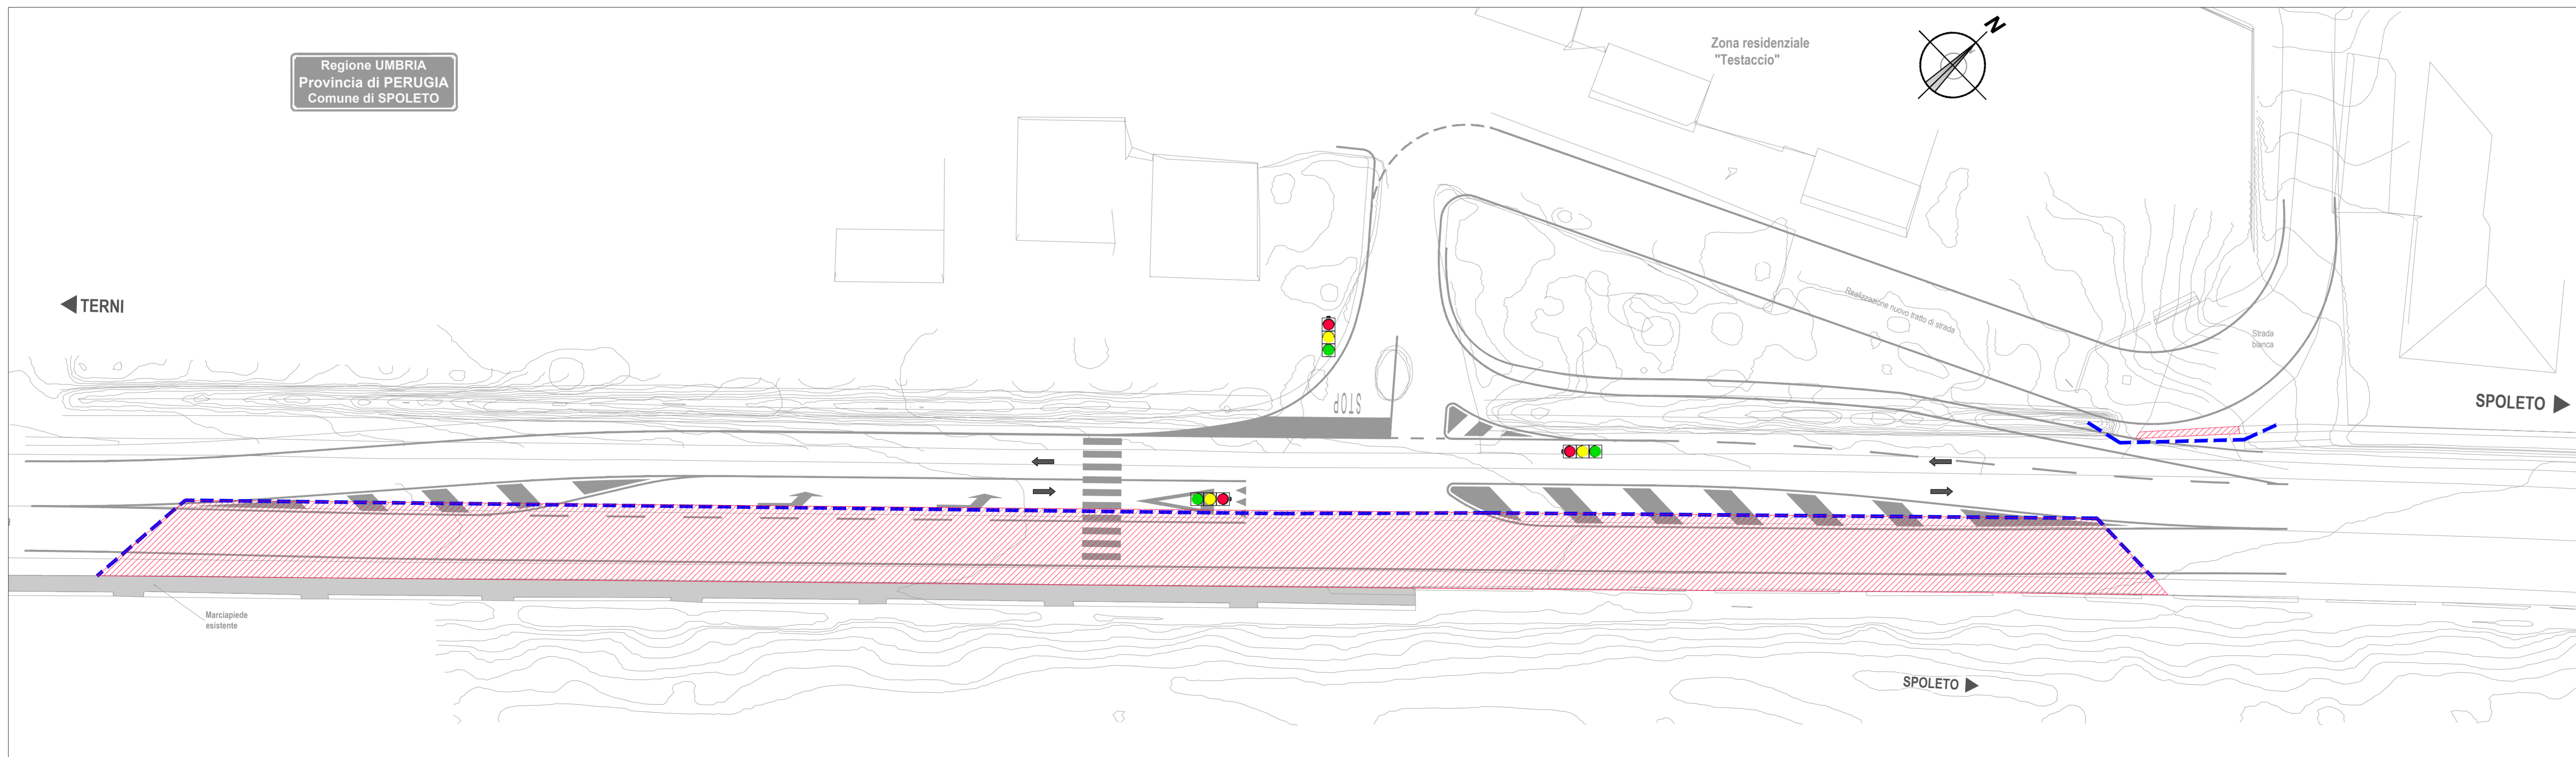 Regione UMBRIA
Provincia di PERUGIA
Comune di SPOLETO
Zona residenziale
"Testaccio"
N
TERNI
Realizzazione nuovo tratto di strada
Strada
bianca
SPOLETO
STOP
Marciapiede
esistente
SPOLETO